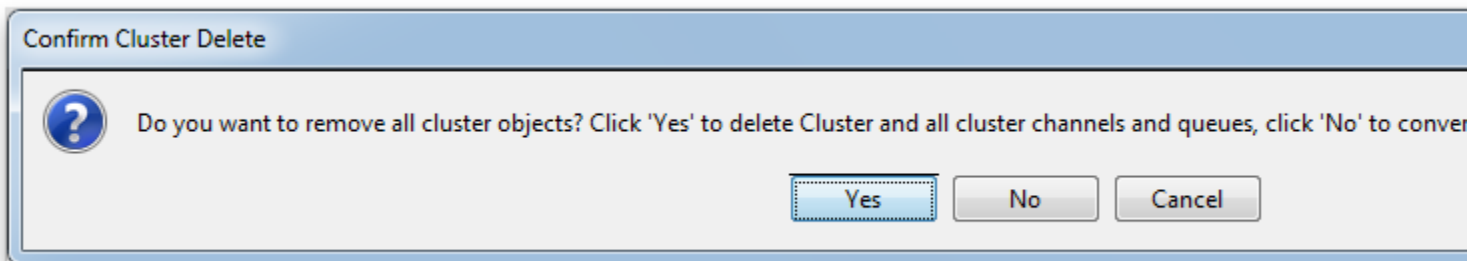 Confirm Cluster Delete
Do you want to remove all cluster objects? Click 'Yes' to delete Cluster and all cluster channels and queues, click 'No' to
Yes No Cancel